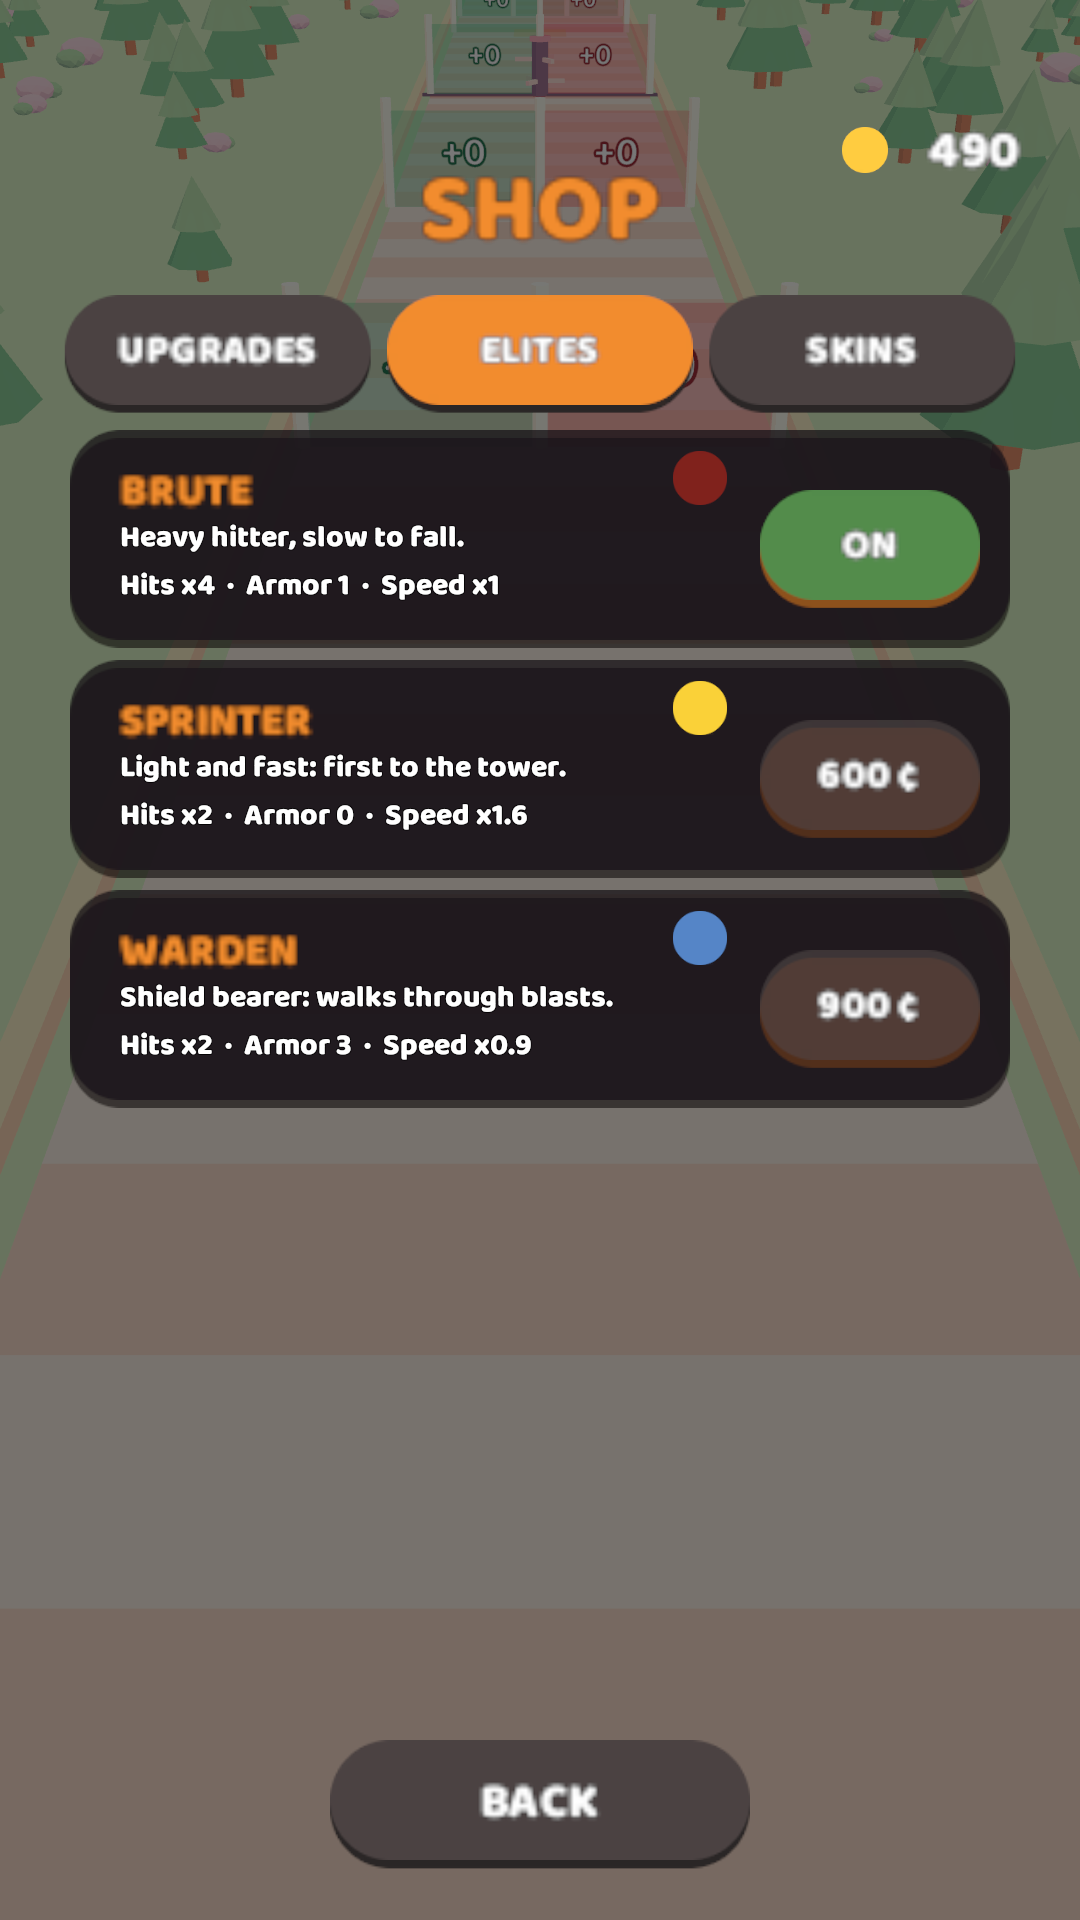 +0 +0
+0 +0
+0 +0
490
SHOP
UPGRADES ELITES SKINS
BRUTE
Heavy hitter, slow to fall.
Hits x4 · Armor 1 · Speed x1
ON
SPRINTER
Light and fast: first to the tower.
Hits x2 · Armor 0 · Speed x1.6
600 ¢
WARDEN
Shield bearer: walks through blasts.
Hits x2 · Armor 3 · Speed x0.9
900 ¢
BACK